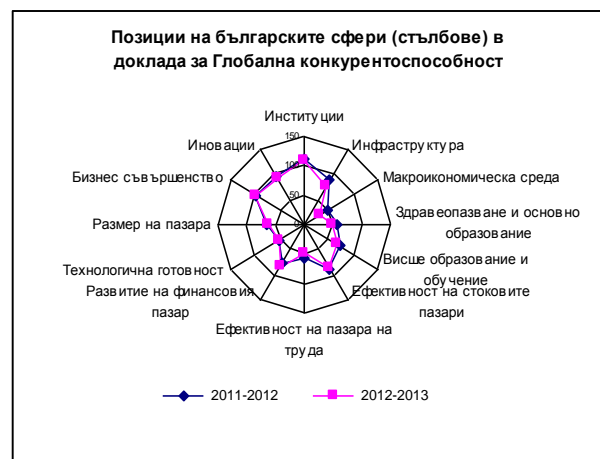 Позиции на българските сфери (стълбове) в
доклада за Глобална конкурентоспособност
Институции
150
Иновации
Инфраструктура
100
Бизнес съвършенство
Макроикономическа среда
50
Размер на пазара
0
Здравеопазване и основно
образование
Технологична готовност
Висше образование и
обучение
Развитие на финансовия
пазар
Ефективност на стоковите
пазари
Ефективност на пазара на
труда
2011-2012
2012-2013